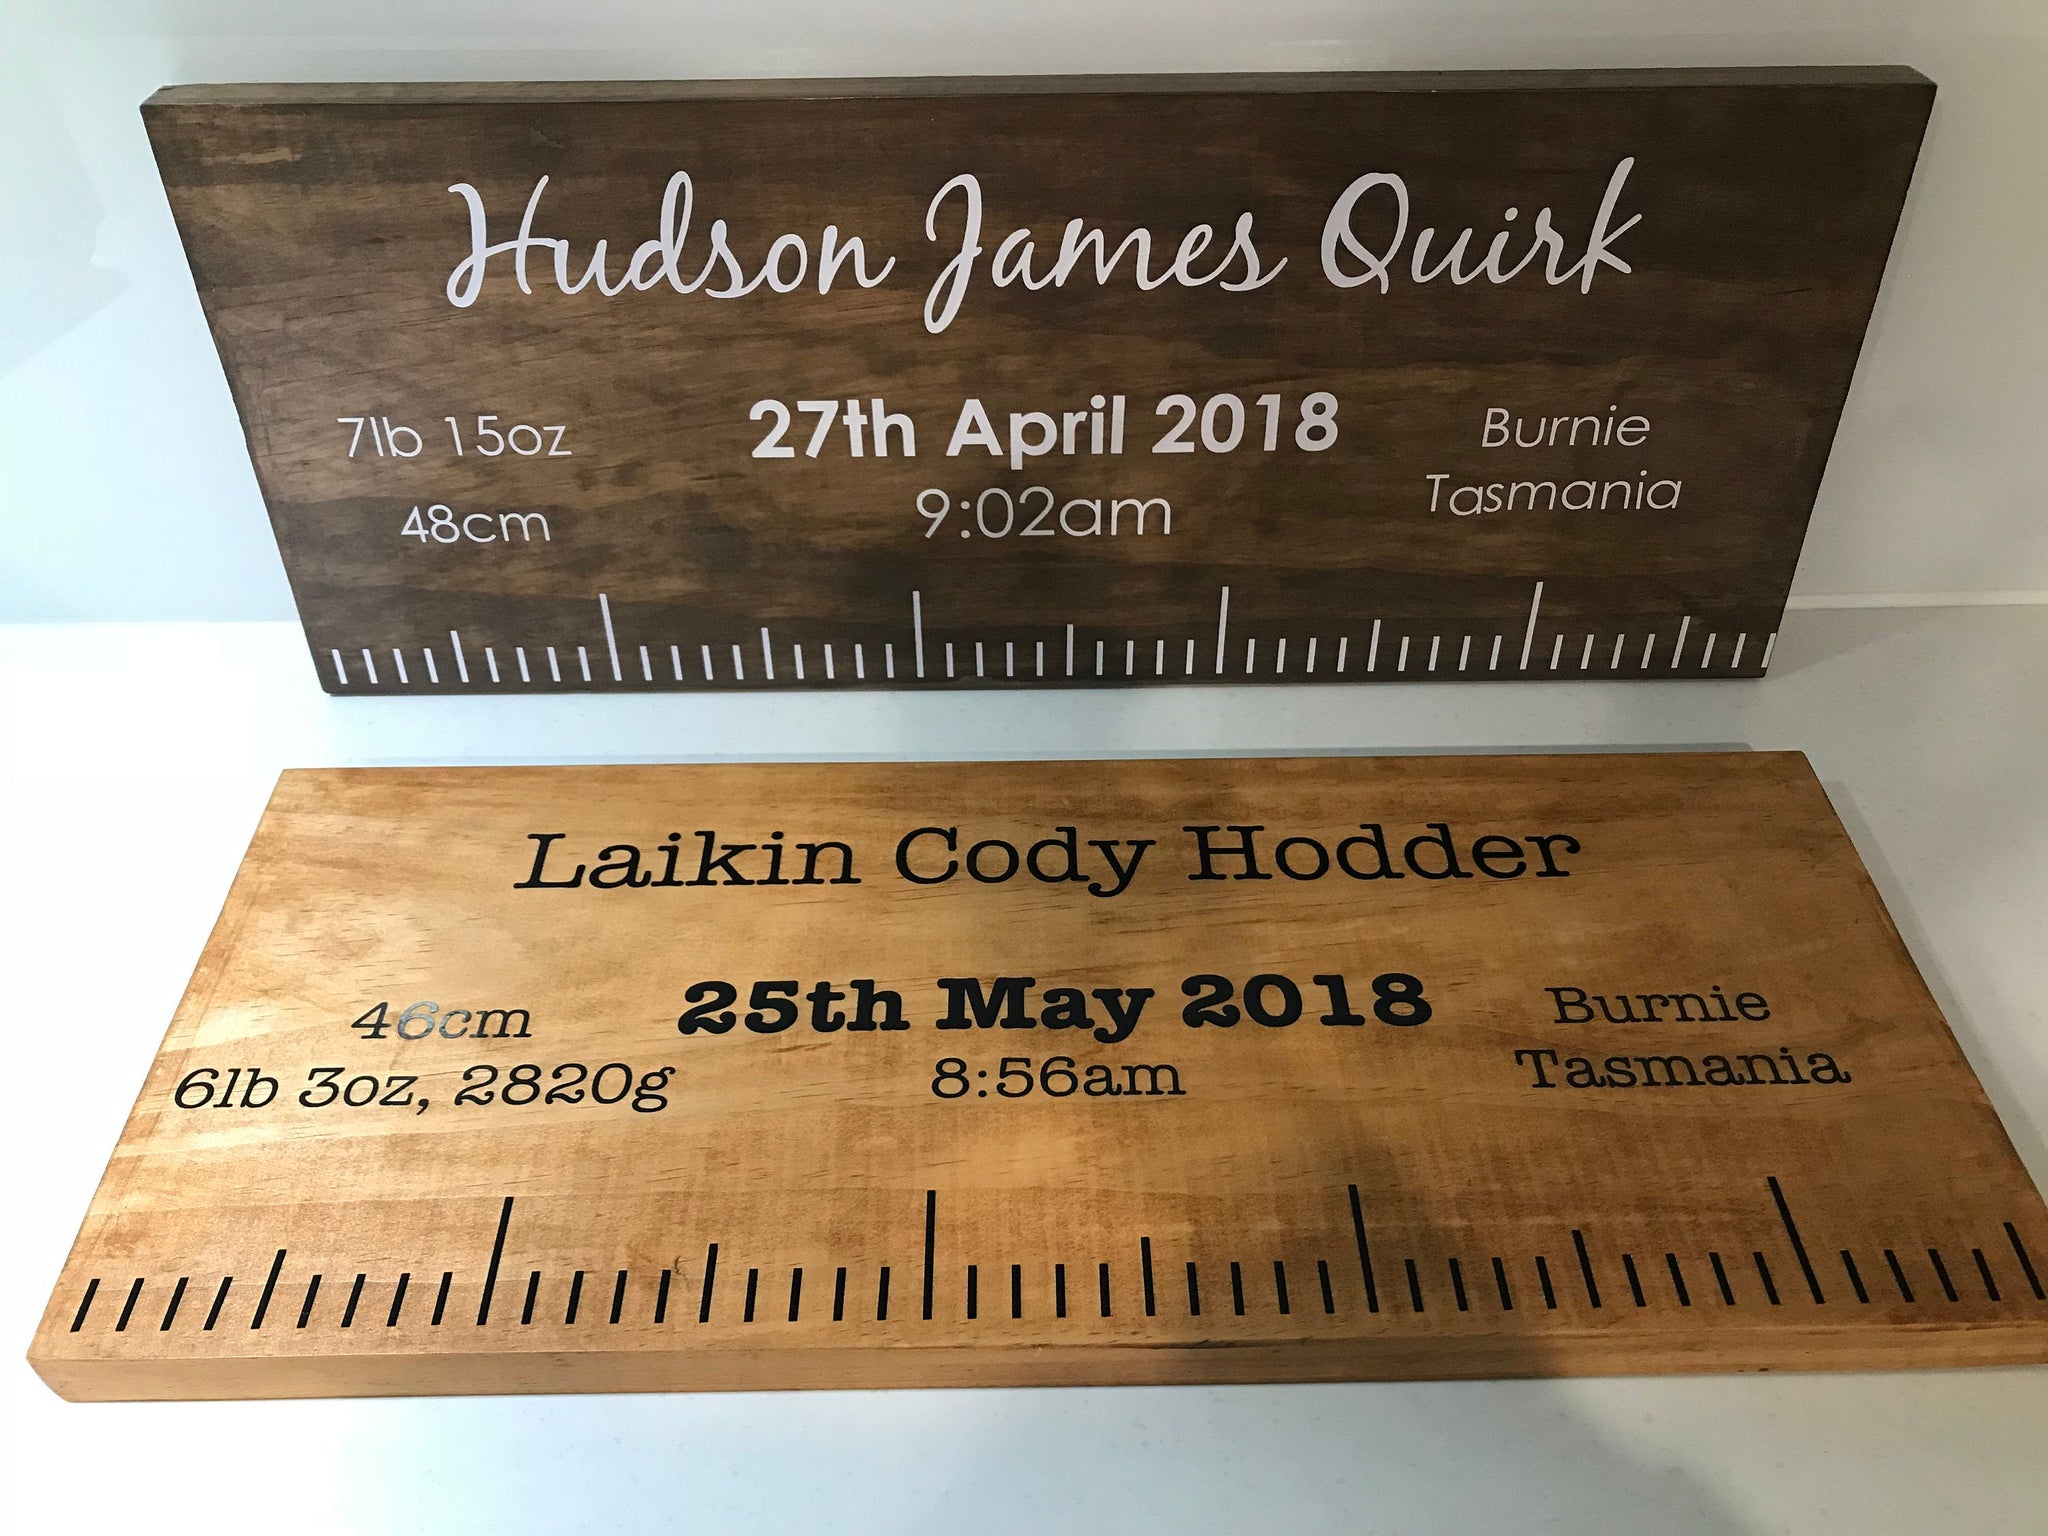 Hudson James Quirk
7lb 15oz
48cm
27th April 2018
9:02am
Burnie
Tasmania
Laikin Cody Hodder
46cm
6lb 3oz, 2820g
25th May 2018
8:56am
Burnie
Tasmania